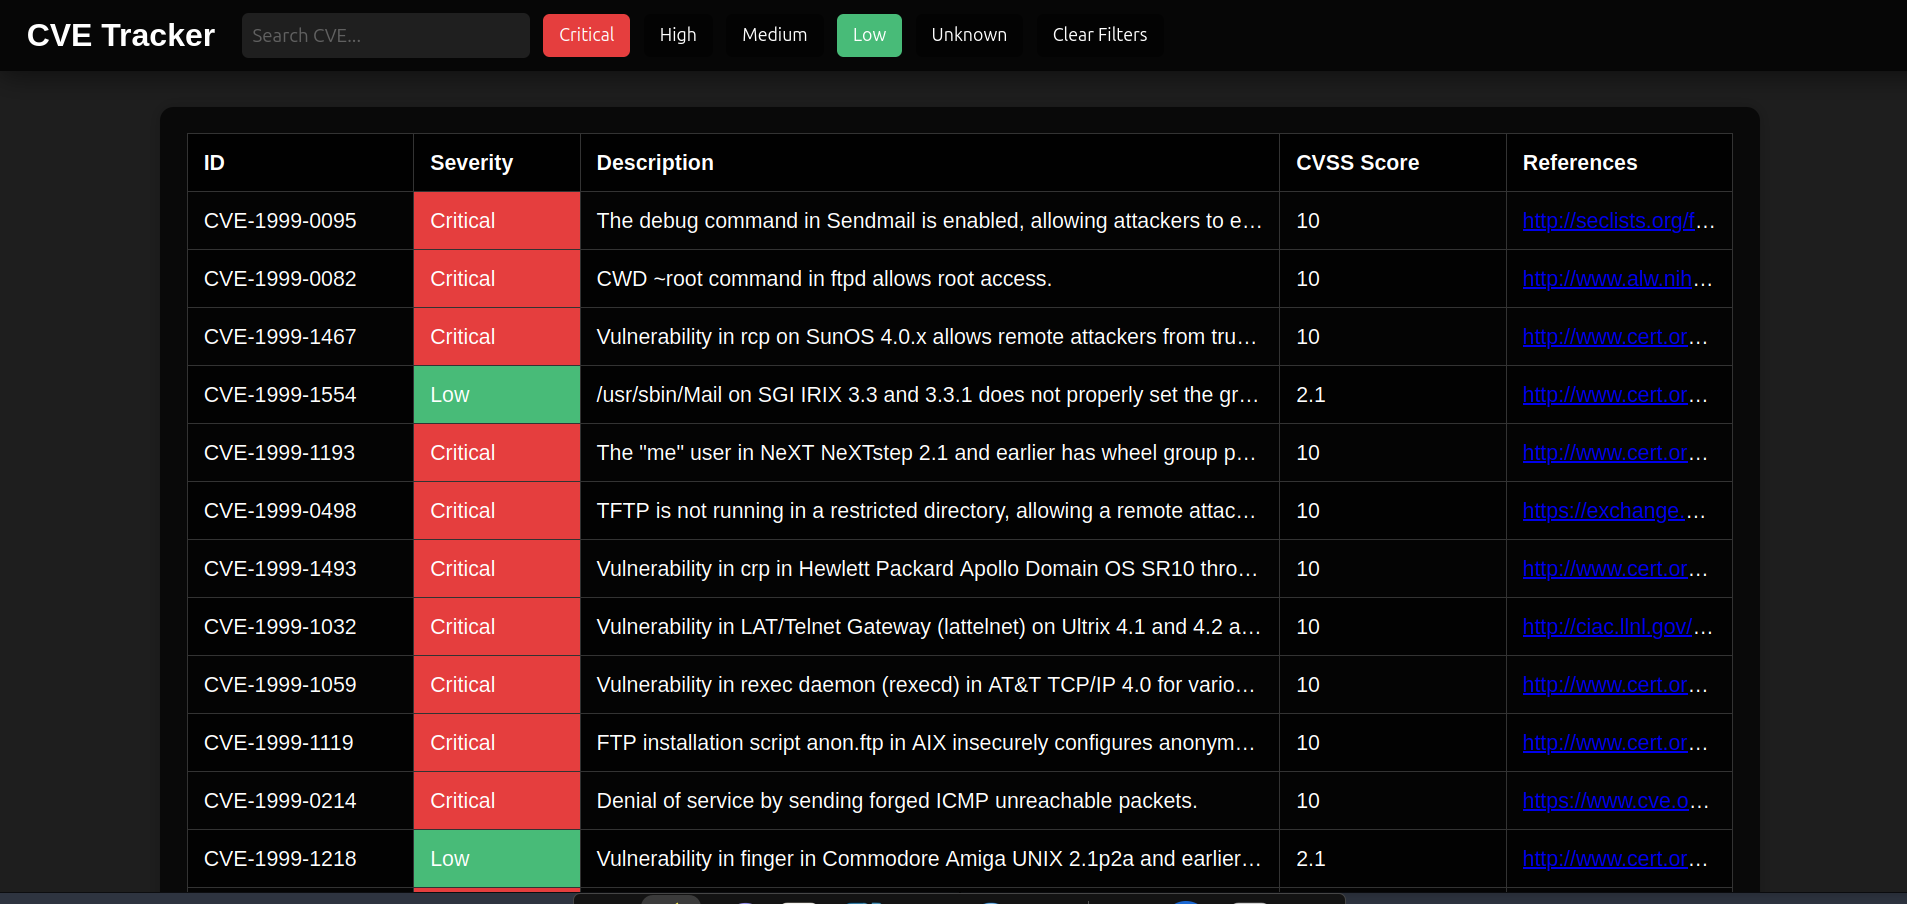 CVE Tracker Search CVE... Critical High Medium Low Unknown Clear Filters
ID Severity Description CVSS Score References
CVE-1999-0095 Critical The debug command in Sendmail is enabled, allowing attackers to e... 10 http://seclists.org/f...
CVE-1999-0082 Critical CWD ~root command in ftpd allows root access. 10 http://www.alw.nih...
CVE-1999-1467 Critical Vulnerability in rcp on SunOS 4.0.x allows remote attackers from tru... 10 http://www.cert.or...
CVE-1999-1554 Low /usr/sbin/Mail on SGI IRIX 3.3 and 3.3.1 does not properly set the gr... 2.1 http://www.cert.or...
CVE-1999-1193 Critical The "me" user in NeXT NeXTstep 2.1 and earlier has wheel group p... 10 http://www.cert.or...
CVE-1999-0498 Critical TFTP is not running in a restricted directory, allowing a remote attac... 10 https://exchange....
CVE-1999-1493 Critical Vulnerability in crp in Hewlett Packard Apollo Domain OS SR10 thro... 10 http://www.cert.or...
CVE-1999-1032 Critical Vulnerability in LAT/Telnet Gateway (lattelnet) on Ultrix 4.1 and 4.2 a... 10 http://ciac.llnl.gov/...
CVE-1999-1059 Critical Vulnerability in rexec daemon (rexecd) in AT&T TCP/IP 4.0 for vario... 10 http://www.cert.or...
CVE-1999-1119 Critical FTP installation script anon.ftp in AIX insecurely configures anonym... 10 http://www.cert.or...
CVE-1999-0214 Critical Denial of service by sending forged ICMP unreachable packets. 10 https://www.cve.o...
CVE-1999-1218 Low Vulnerability in finger in Commodore Amiga UNIX 2.1p2a and earlier... 2.1 http://www.cert.or...